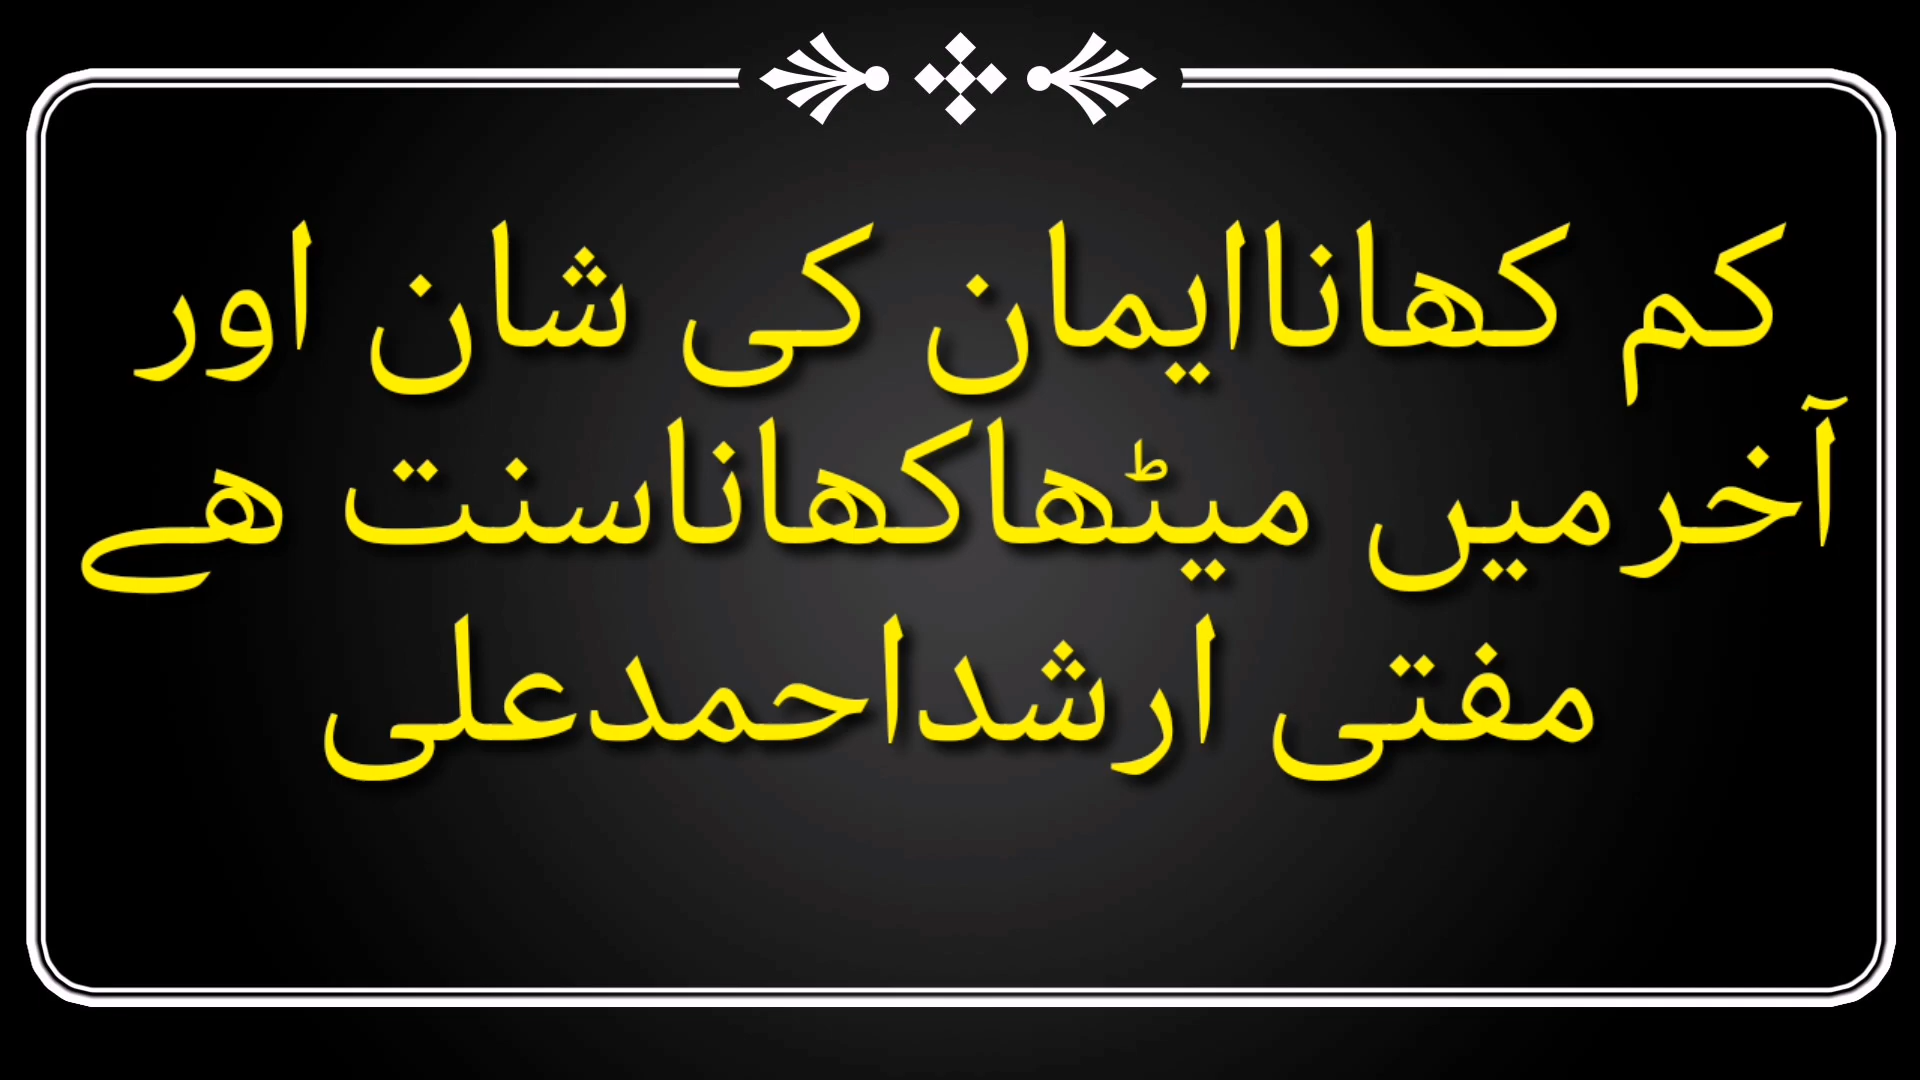 کم کھاناایمان کی شان اور
آخرمیں میٹھاکھاناسنت ھے
مفتی ارشداحمدعلی